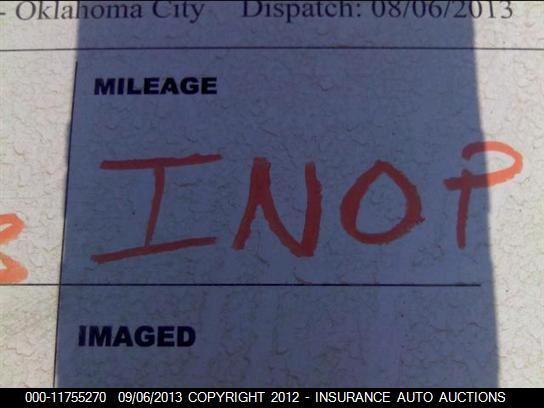 - Oklahoma City Dispatch: 08/06/2013
MILEAGE
INOP
IMAGED
000-11755270 09/06/2013 COPYRIGHT 2012 - INSURANCE AUTO AUCTIONS